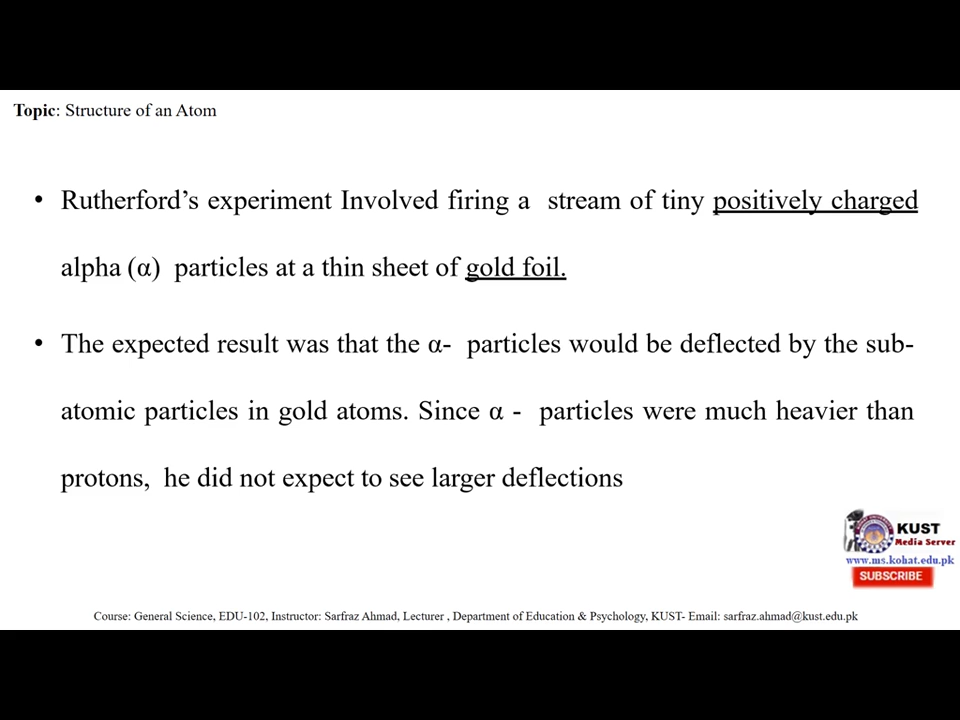 Topic: Structure of an Atom
• Rutherford’s experiment Involved firing a stream of tiny positively charged
alpha (α) particles at a thin sheet of gold foil.
• The expected result was that the α- particles would be deflected by the sub-
atomic particles in gold atoms. Since α - particles were much heavier than
protons, he did not expect to see larger deflections
KUST
Media Server
www.ms.kohat.edu.pk
SUBSCRIBE
Course: General Science, EDU-102, Instructor: Sarfraz Ahmad, Lecturer , Department of Education & Psychology, KUST- Email: sarfraz.ahmad@kust.edu.pk